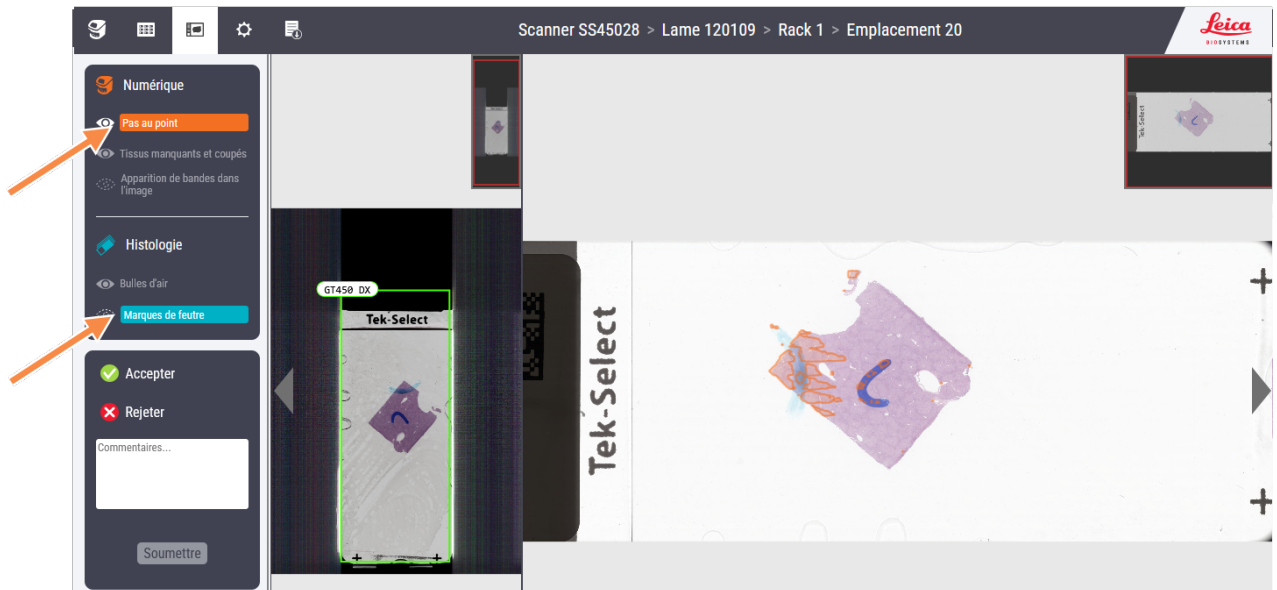 Scanner SS45028 > Lame 120109 > Rack 1 > Emplacement 20
Leica
BIOSYSTEMS
Numérique
Pas au point
Tissus manquants et coupés
Apparition de bandes dans
l'image
Histologie
Bulles d'air
Marques de feutre
Accepter
Rejeter
Commentaires...
Soumettre
GT450 DX
Tek-Select
Tek-Select
Tek-Select